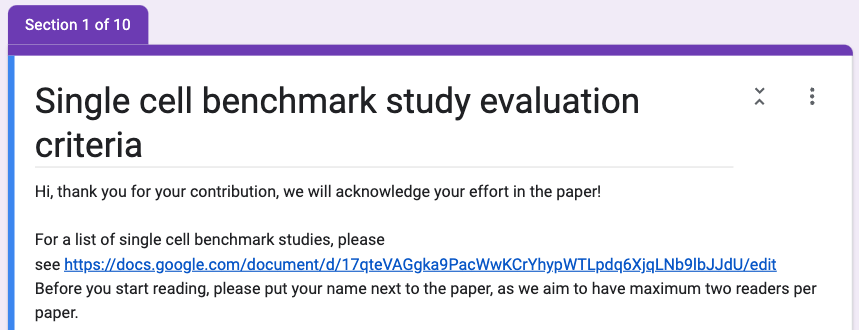 Section 1 of 10
Single cell benchmark study evaluation
criteria
Hi, thank you for your contribution, we will acknowledge your effort in the paper!
For a list of single cell benchmark studies, please
see https://docs.google.com/document/d/17qteVAGgka9PacWwKCrYhypWTLpdq6XjqLNb9lbJJdU/edit
Before you start reading, please put your name next to the paper, as we aim to have maximum two readers per
paper.